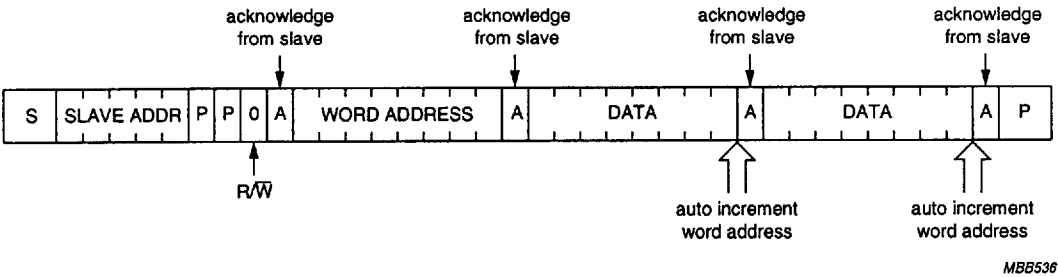 acknowledge from slave
acknowledge from slave
acknowledge from slave
acknowledge from slave
S SLAVE ADDR P P 0 A WORD ADDRESS A DATA A DATA A P
R/W̅
auto increment word address
auto increment word address
MBB536